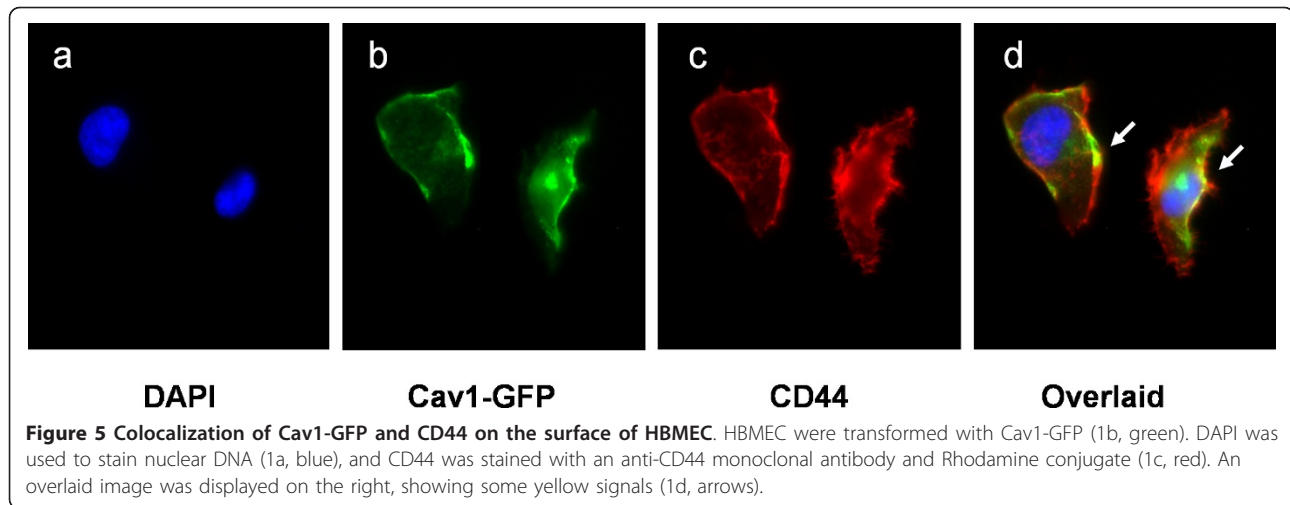 a b c d
DAPI Cav1-GFP CD44 Overlaid
Figure 5 Colocalization of Cav1-GFP and CD44 on the surface of HBMEC. HBMEC were transformed with Cav1-GFP (1b, green). DAPI was
used to stain nuclear DNA (1a, blue), and CD44 was stained with an anti-CD44 monoclonal antibody and Rhodamine conjugate (1c, red). An
overlaid image was displayed on the right, showing some yellow signals (1d, arrows).